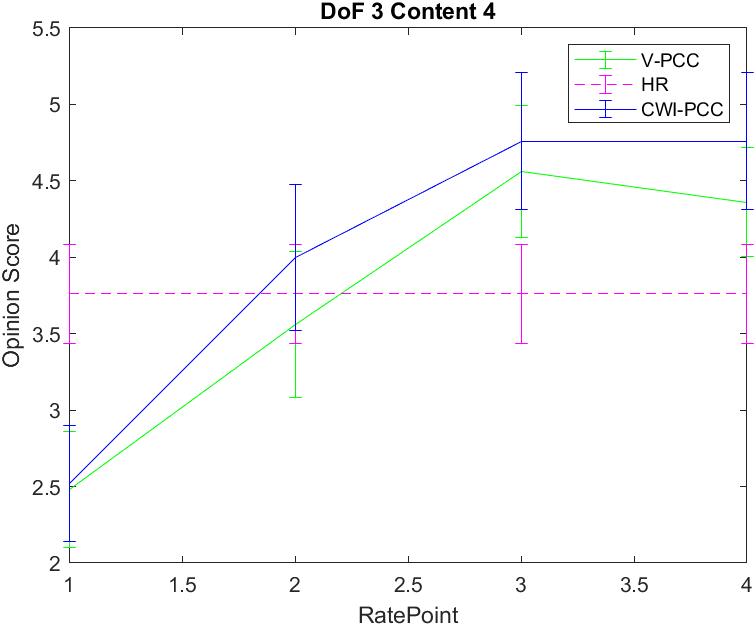 DoF 3 Content 4
5.5
5
4.5
4
3.5
3
2.5
2
Opinion Score
V-PCC
HR
CWI-PCC
1 1.5 2 2.5 3 3.5 4
RatePoint